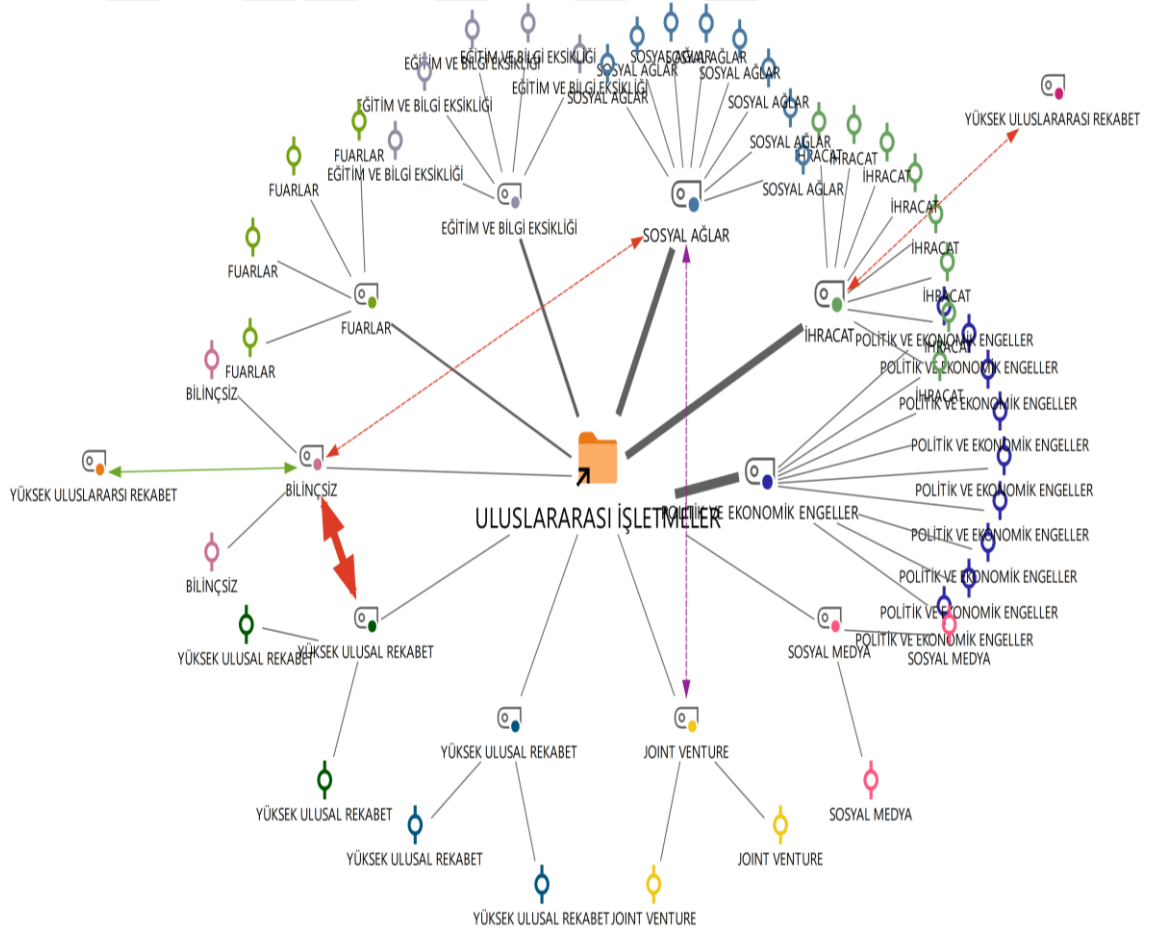 EĞİTİM VE BİLGİ EKSİKLİĞİ
EĞİTİM VE BİLGİ EKSİKLİĞİ
EĞİTİM VE BİLGİ EKSİKLİĞİ
EĞİTİM VE BİLGİ EKSİKLİĞİ
EĞİTİM VE BİLGİ EKSİKLİĞİ
SOSYAL AĞLAR
SOSYAL AĞLAR
SOSYAL AĞLAR
SOSYAL AĞLAR
SOSYAL AĞLAR
SOSYAL AĞLAR
SOSYAL AĞLAR
SOSYAL AĞLAR
YÜKSEK ULUSLARARASI REKABET
FUARLAR
FUARLAR
FUARLAR
FUARLAR
EĞİTİM VE BİLGİ EKSİKLİĞİ
SOSYAL AĞLAR
FUARLAR
İHRACAT
İHRACAT
İHRACAT
İHRACAT
İHRACAT
İHRACAT
İHRACAT
İHRACAT
İHRACAT
POLİTİK VE EKONOMİK ENGELLER
POLİTİK VE EKONOMİK ENGELLER
POLİTİK VE EKONOMİK ENGELLER
POLİTİK VE EKONOMİK ENGELLER
POLİTİK VE EKONOMİK ENGELLER
POLİTİK VE EKONOMİK ENGELLER
POLİTİK VE EKONOMİK ENGELLER
POLİTİK VE EKONOMİK ENGELLER
POLİTİK VE EKONOMİK ENGELLER
POLİTİK VE EKONOMİK ENGELLER
BİLİNÇSİZ
YÜKSEK ULUSLARARSI REKABET
BİLİNÇSİZ
BİLİNÇSİZ
ULUSLARARASI İŞLETMELER
YÜKSEK ULUSAL REKABET
YÜKSEK ULUSAL REKABET
YÜKSEK ULUSAL REKABET
SOSYAL MEDYA
SOSYAL MEDYA
SOSYAL MEDYA
YÜKSEK ULUSAL REKABET
JOINT VENTURE
YÜKSEK ULUSAL REKABET
JOINT VENTURE
YÜKSEK ULUSAL REKABET
JOINT VENTURE